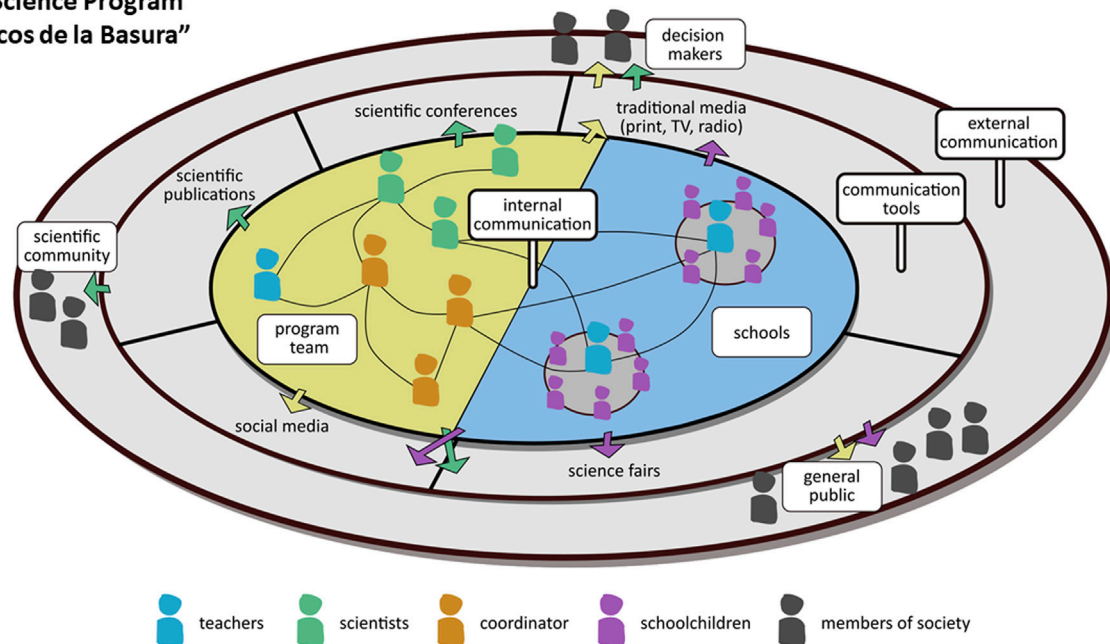 Science Program
cos de la Basura”
decision
makers
scientific conferences
traditional media
(print, TV, radio)
external
communication
scientific
publications
internal
communication
communication
tools
scientific
community
program
team
schools
social media
science fairs
general
public
teachers
scientists
coordinator
schoolchildren
members of society